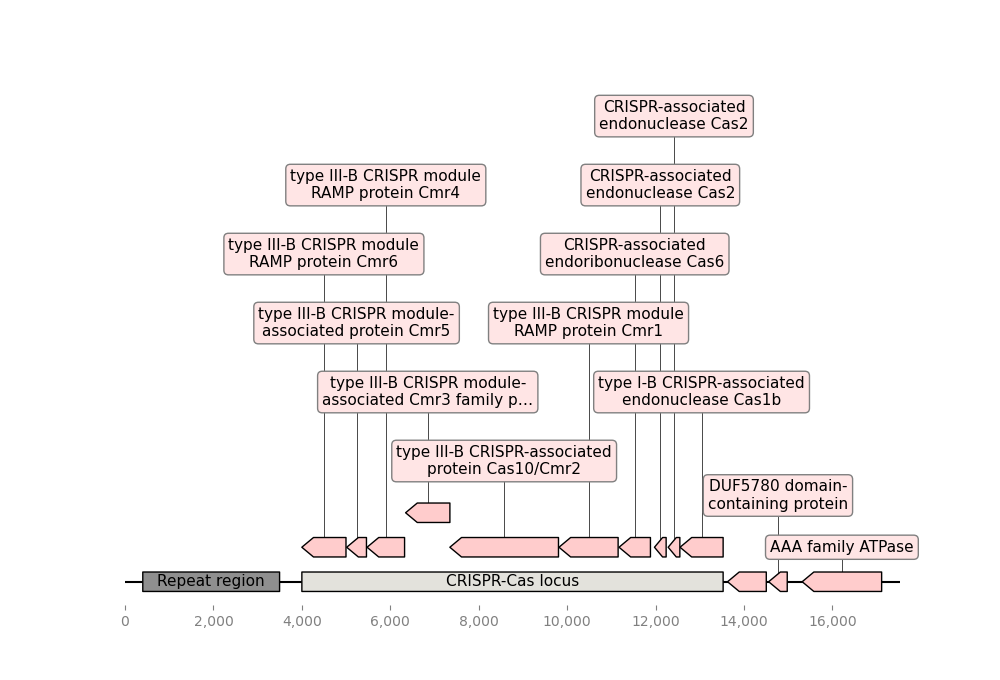 CRISPR-associated
endonuclease Cas2
type III-B CRISPR module
RAMP protein Cmr4
CRISPR-associated
endonuclease Cas2
type III-B CRISPR module
RAMP protein Cmr6
CRISPR-associated
endoribonuclease Cas6
type III-B CRISPR module-
associated protein Cmr5
type III-B CRISPR module
RAMP protein Cmr1
type III-B CRISPR module-
associated Cmr3 family p…
type I-B CRISPR-associated
endonuclease Cas1b
type III-B CRISPR-associated
protein Cas10/Cmr2
DUF5780 domain-
containing protein
AAA family ATPase
Repeat region
CRISPR-Cas locus
0 2,000 4,000 6,000 8,000 10,000 12,000 14,000 16,000